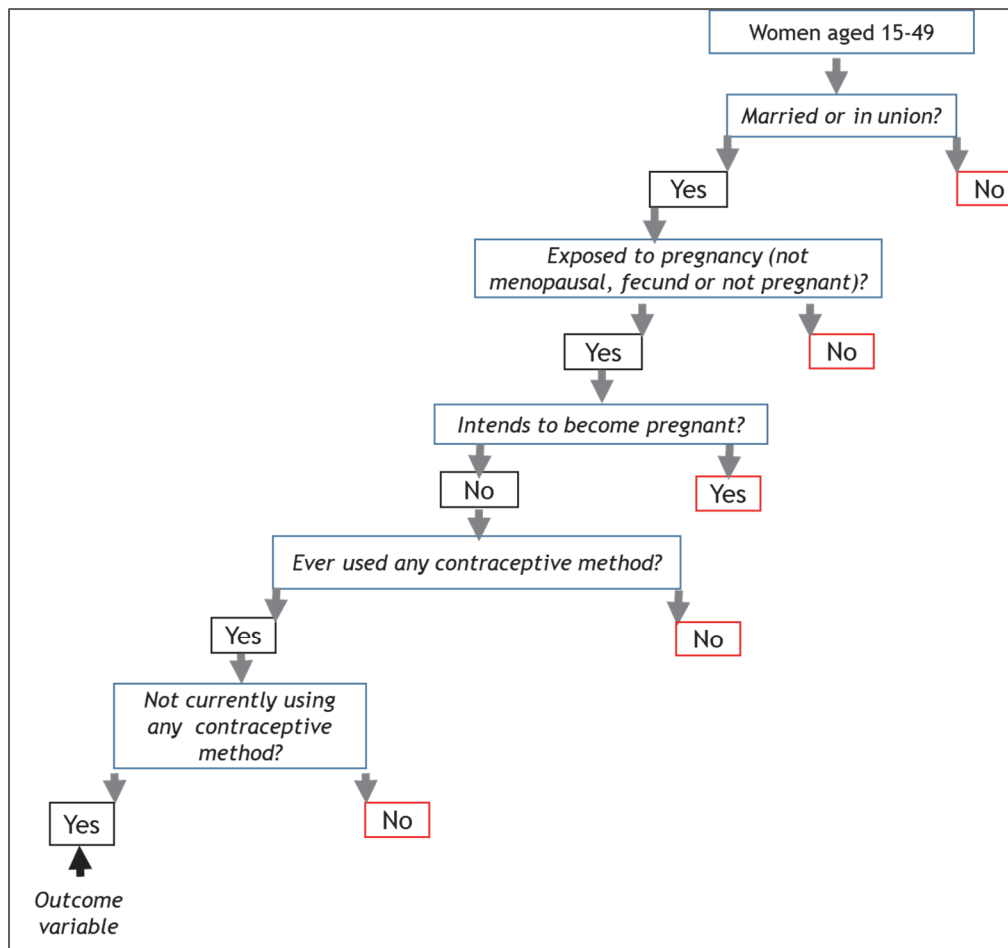 Women aged 15-49
Married or in union?
Yes
No
Exposed to pregnancy (not
menopausal, fecund or not pregnant)?
Yes
No
Intends to become pregnant?
No
Yes
Ever used any contraceptive method?
Yes
No
Not currently using
any contraceptive
method?
Yes
No
Outcome
variable